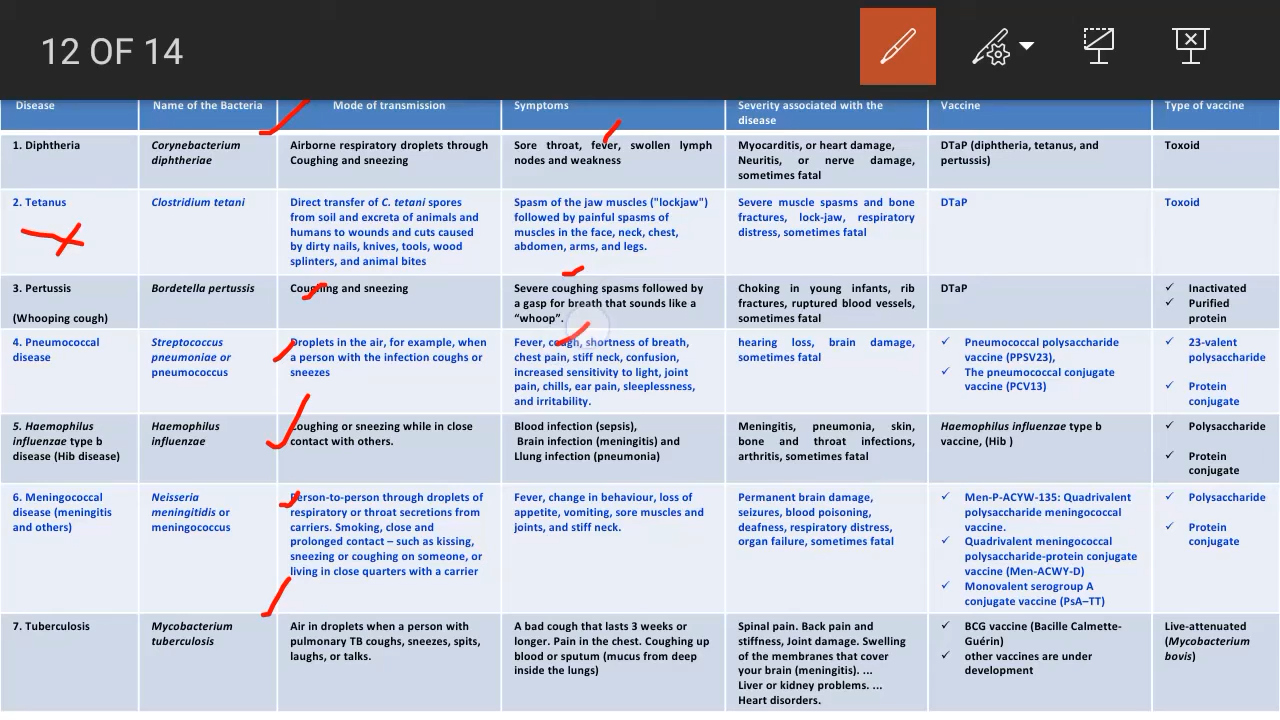 12 OF 14
Disease
Name of the Bacteria
Mode of transmission
Symptoms
Severity associated with the
disease
Vaccine
Type of vaccine
1. Diphtheria
Corynebacterium
diphtheriae
Airborne respiratory droplets through
Coughing and sneezing
Sore throat, fever, swollen lymph
nodes and weakness
Myocarditis, or heart damage,
Neuritis, or nerve damage,
sometimes fatal
DTaP (diphtheria, tetanus, and
pertussis)
Toxoid
2. Tetanus
Clostridium tetani
Direct transfer of C. tetani spores
from soil and excreta of animals and
humans to wounds and cuts caused
by dirty nails, knives, tools, wood
splinters, and animal bites
Spasm of the jaw muscles ("lockjaw")
followed by painful spasms of
muscles in the face, neck, chest,
abdomen, arms, and legs.
Severe muscle spasms and bone
fractures, lock-jaw, respiratory
distress, sometimes fatal
DTaP
Toxoid
3. Pertussis
(Whooping cough)
Bordetella pertussis
Coughing and sneezing
Severe coughing spasms followed by
a gasp for breath that sounds like a
“whoop”.
Choking in young infants, rib
fractures, ruptured blood vessels,
sometimes fatal
DTaP
✓ Inactivated
✓ Purified
protein
4. Pneumococcal
disease
Streptococcus
pneumoniae or
pneumococcus
Droplets in the air, for example, when
a person with the infection coughs or
sneezes
Fever, cough, shortness of breath,
chest pain, stiff neck, confusion,
increased sensitivity to light, joint
pain, chills, ear pain, sleeplessness,
and irritability.
hearing loss, brain damage,
sometimes fatal
✓ Pneumococcal polysaccharide
vaccine (PPSV23),
✓ The pneumococcal conjugate
vaccine (PCV13)
✓ 23-valent
polysaccharide
✓ Protein
conjugate
5. Haemophilus
influenzae type b
disease (Hib disease)
Haemophilus
influenzae
Coughing or sneezing while in close
contact with others.
Blood infection (sepsis),
Brain infection (meningitis) and
Llung infection (pneumonia)
Meningitis, pneumonia, skin,
bone and throat infections,
arthritis, sometimes fatal
Haemophilus influenzae type b
vaccine, (Hib )
✓ Polysaccharide
✓ Protein
conjugate
6. Meningococcal
disease (meningitis
and others)
Neisseria
meningitidis or
meningococcus
Person-to-person through droplets of
respiratory or throat secretions from
carriers. Smoking, close and
prolonged contact – such as kissing,
sneezing or coughing on someone, or
living in close quarters with a carrier
Fever, change in behaviour, loss of
appetite, vomiting, sore muscles and
joints, and stiff neck.
Permanent brain damage,
seizures, blood poisoning,
deafness, respiratory distress,
organ failure, sometimes fatal
✓ Men-P-ACYW-135: Quadrivalent
polysaccharide meningococcal
vaccine.
✓ Quadrivalent meningococcal
polysaccharide-protein conjugate
vaccine (Men-ACWY-D)
✓ Monovalent serogroup A
conjugate vaccine (PsA–TT)
✓ Polysaccharide
✓ Protein
conjugate
7. Tuberculosis
Mycobacterium
tuberculosis
Air in droplets when a person with
pulmonary TB coughs, sneezes, spits,
laughs, or talks.
A bad cough that lasts 3 weeks or
longer. Pain in the chest. Coughing up
blood or sputum (mucus from deep
inside the lungs)
Spinal pain. Back pain and
stiffness, Joint damage. Swelling
of the membranes that cover
your brain (meningitis). ...
Liver or kidney problems. ...
Heart disorders.
✓ BCG vaccine (Bacille Calmette-
Guérin)
✓ other vaccines are under
development
Live-attenuated
(Mycobacterium
bovis)